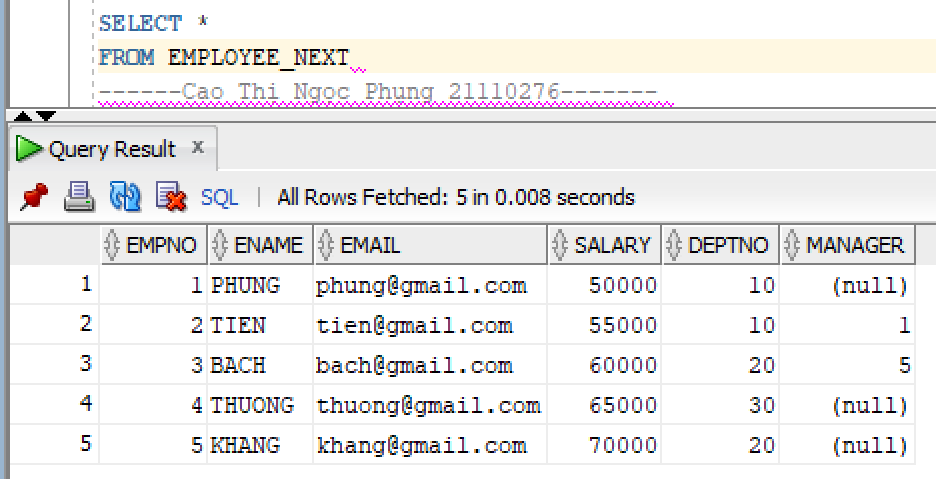 SELECT *
FROM EMPLOYEE_NEXT
------Cao Thi Ngoc Phung 21110276-------
Query Result x
SQL | All Rows Fetched: 5 in 0.008 seconds
EMPNO ENAME EMAIL SALARY DEPTNO MANAGER
1 1 PHUNG phung@gmail.com 50000 10 (null)
2 2 TIEN tien@gmail.com 55000 10 1
3 3 BACH bach@gmail.com 60000 20 5
4 4 THUONG thuong@gmail.com 65000 30 (null)
5 5 KHANG khang@gmail.com 70000 20 (null)